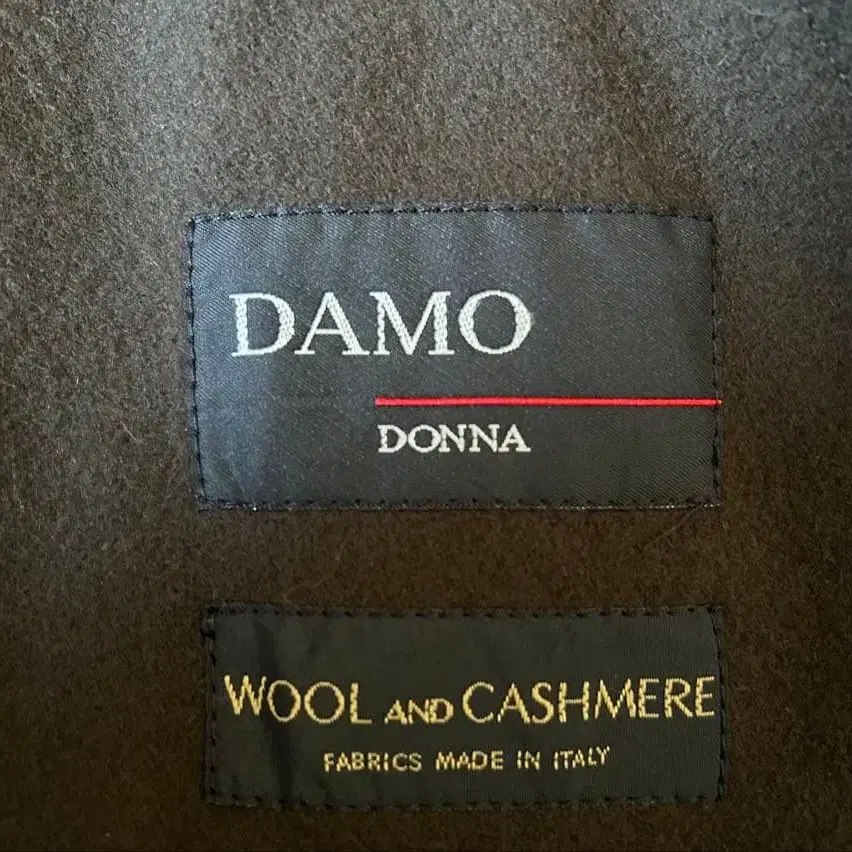 DAMO
DONNA
WOOL AND CASHMERE
FABRICS MADE IN ITALY